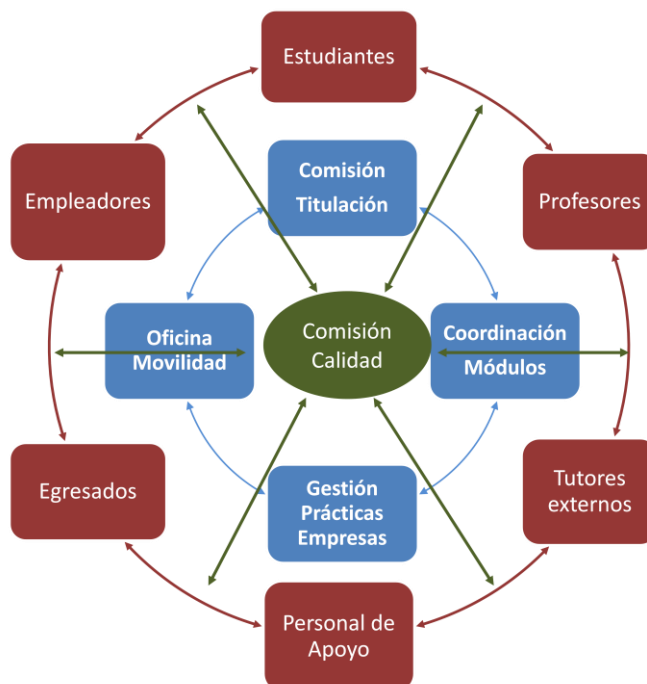 Estudiantes
Comisión
Titulación
Empleadores
Profesores
Oficina
Movilidad
Comisión
Calidad
Coordinación
Módulos
Egresados
Gestión
Prácticas
Empresas
Tutores
externos
Personal de
Apoyo